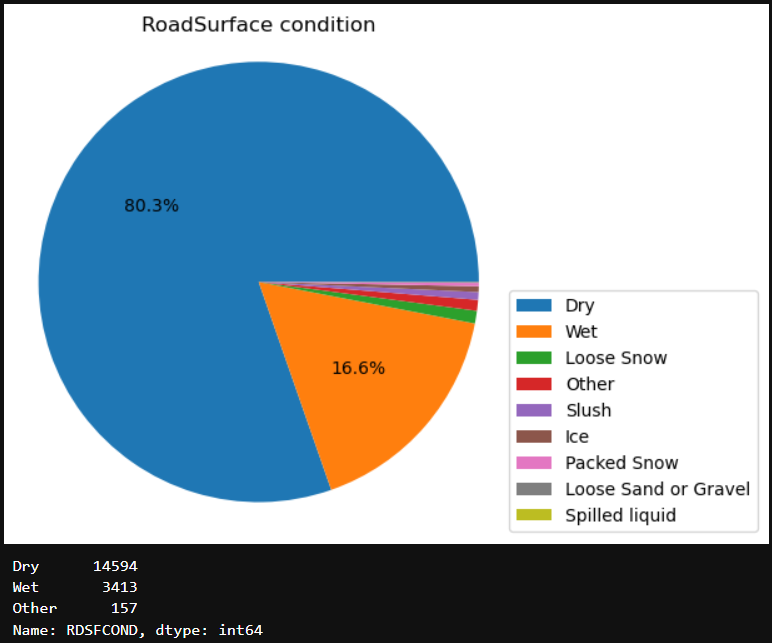 RoadSurface condition
80.3%
16.6%
Dry
Wet
Loose Snow
Other
Slush
Ice
Packed Snow
Loose Sand or Gravel
Spilled liquid
Dry      14594
Wet       3413
Other      157
Name: RDSFCOND, dtype: int64